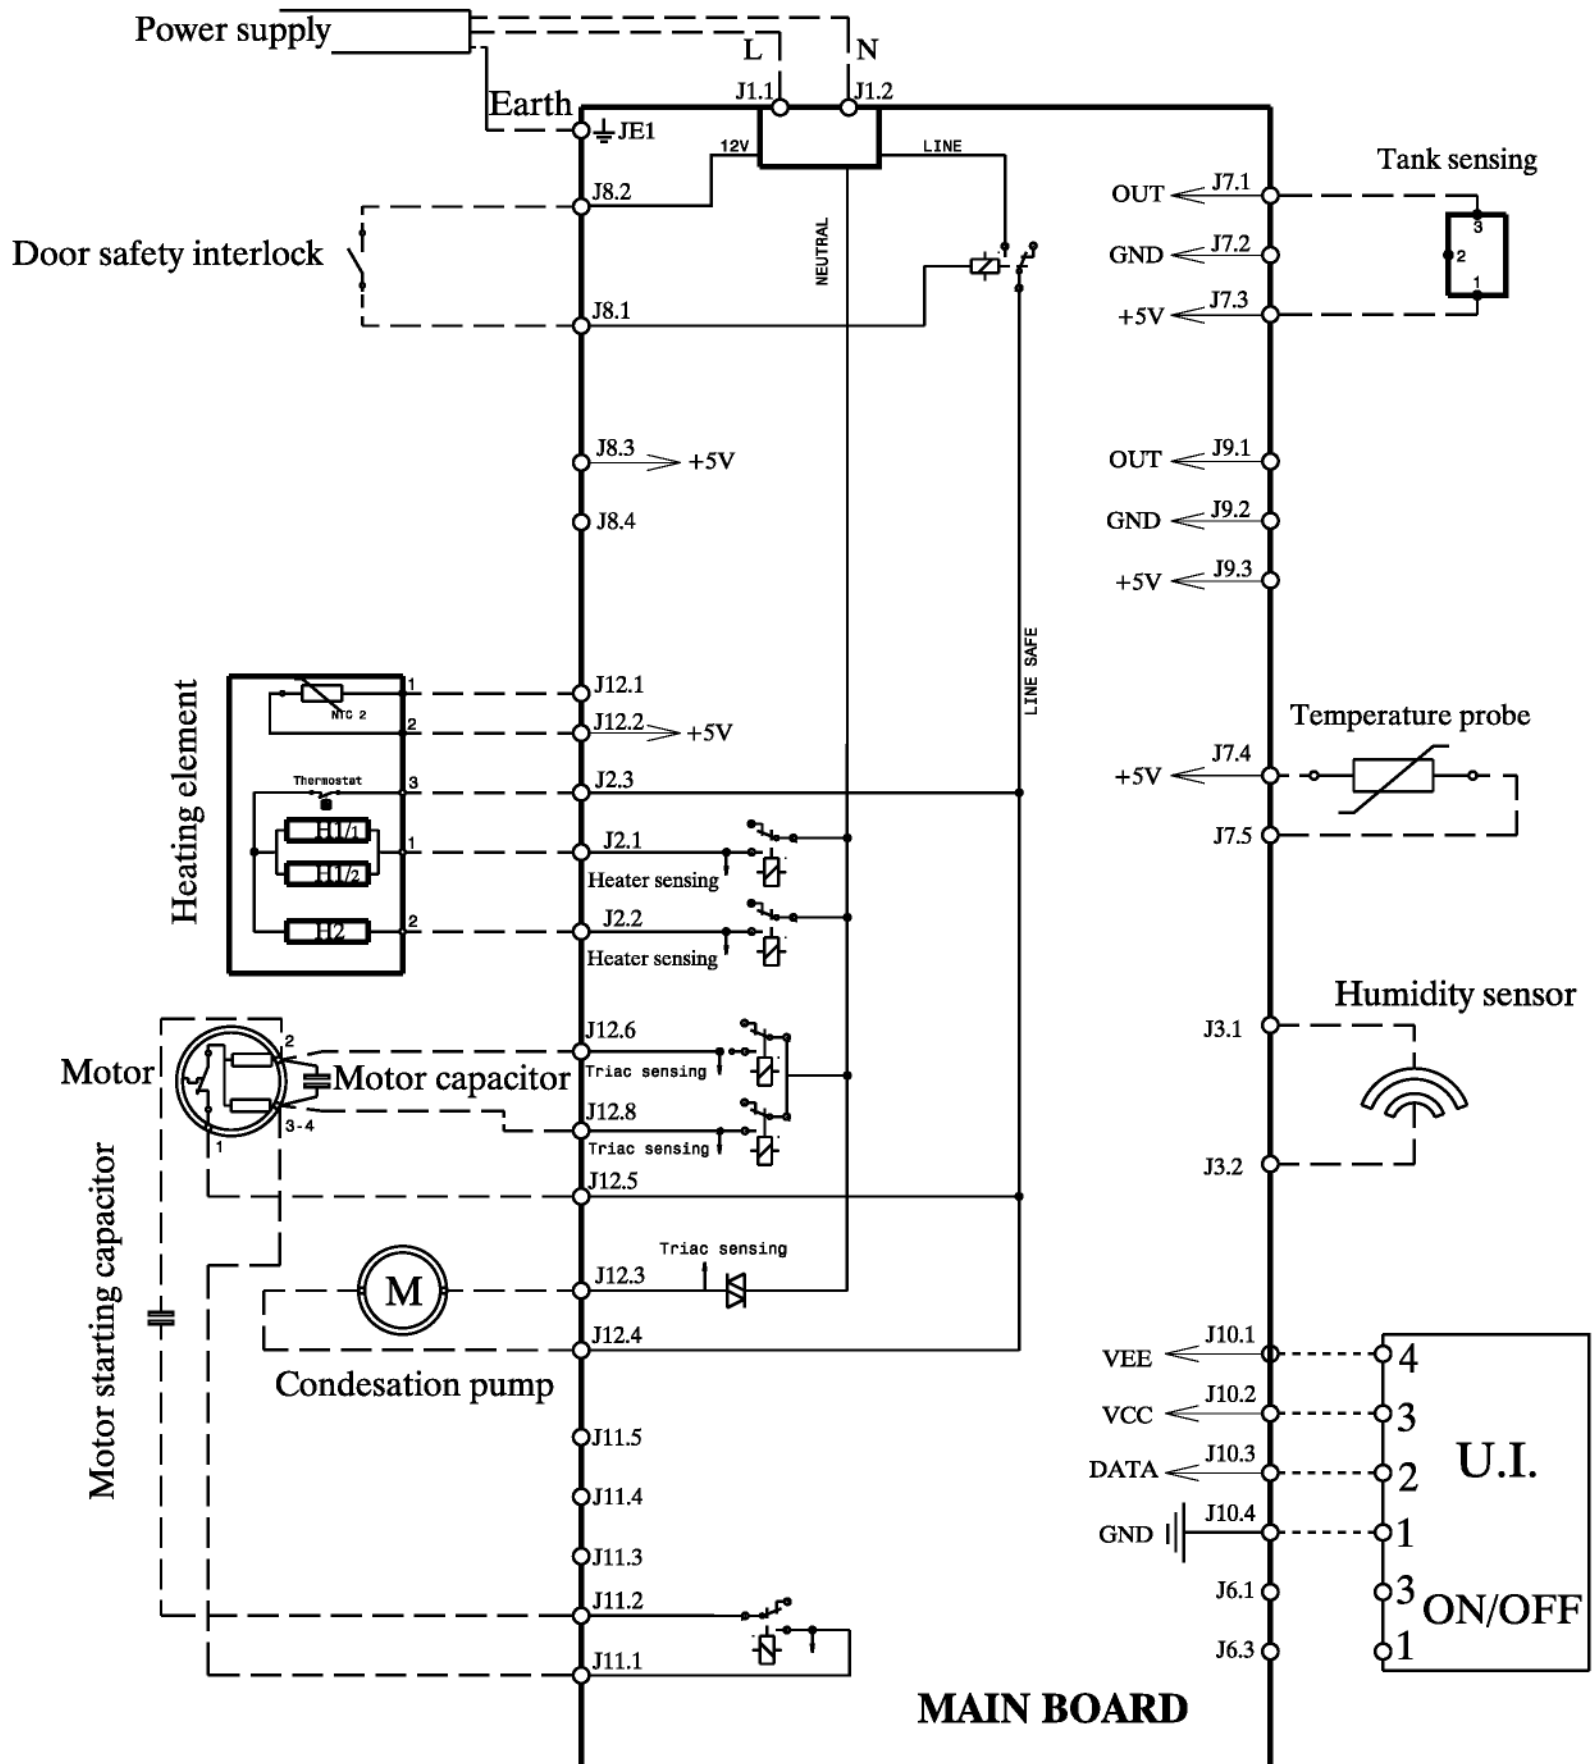 Power supply
L
N
J1.1
J1.2
Earth
JE1
12V
LINE
Tank sensing
J8.2
OUT
J7.1
3
Door safety interlock
NEUTRAL
GND
J7.2
2
1
J8.1
+5V
J7.3
J8.3
+5V
OUT
J9.1
J8.4
GND
J9.2
+5V
J9.3
LINE SAFE
Heating element
1
J12.1
NTC 2
2
J12.2
+5V
Temperature probe
Thermostat
3
J2.3
+5V
J7.4
H1/1
1
J2.1
J7.5
H1/2
Heater sensing
H2
2
J2.2
Heater sensing
Humidity sensor
J12.6
J3.1
2
Motor
Motor capacitor
Triac sensing
J12.8
3-4
1
Triac sensing
J3.2
Motor starting capacitor
J12.5
Triac sensing
M
J12.3
J12.4
Condesation pump
VEE
J10.1
4
VCC
J10.2
3
J11.5
DATA
J10.3
2
U.I.
J11.4
GND
J10.4
1
J11.3
J6.1
3
ON/OFF
J11.2
J6.3
1
J11.1
MAIN BOARD